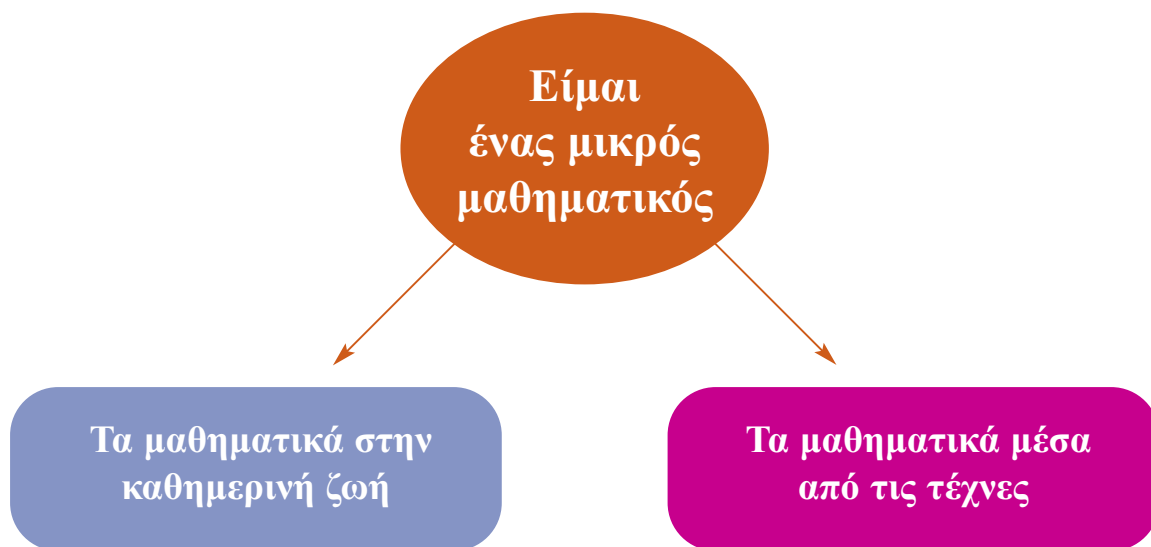 Είμαι
ένας μικρός
μαθηματικός
Τα μαθηματικά στην
καθημερινή ζωή
Τα μαθηματικά μέσα
από τις τέχνες